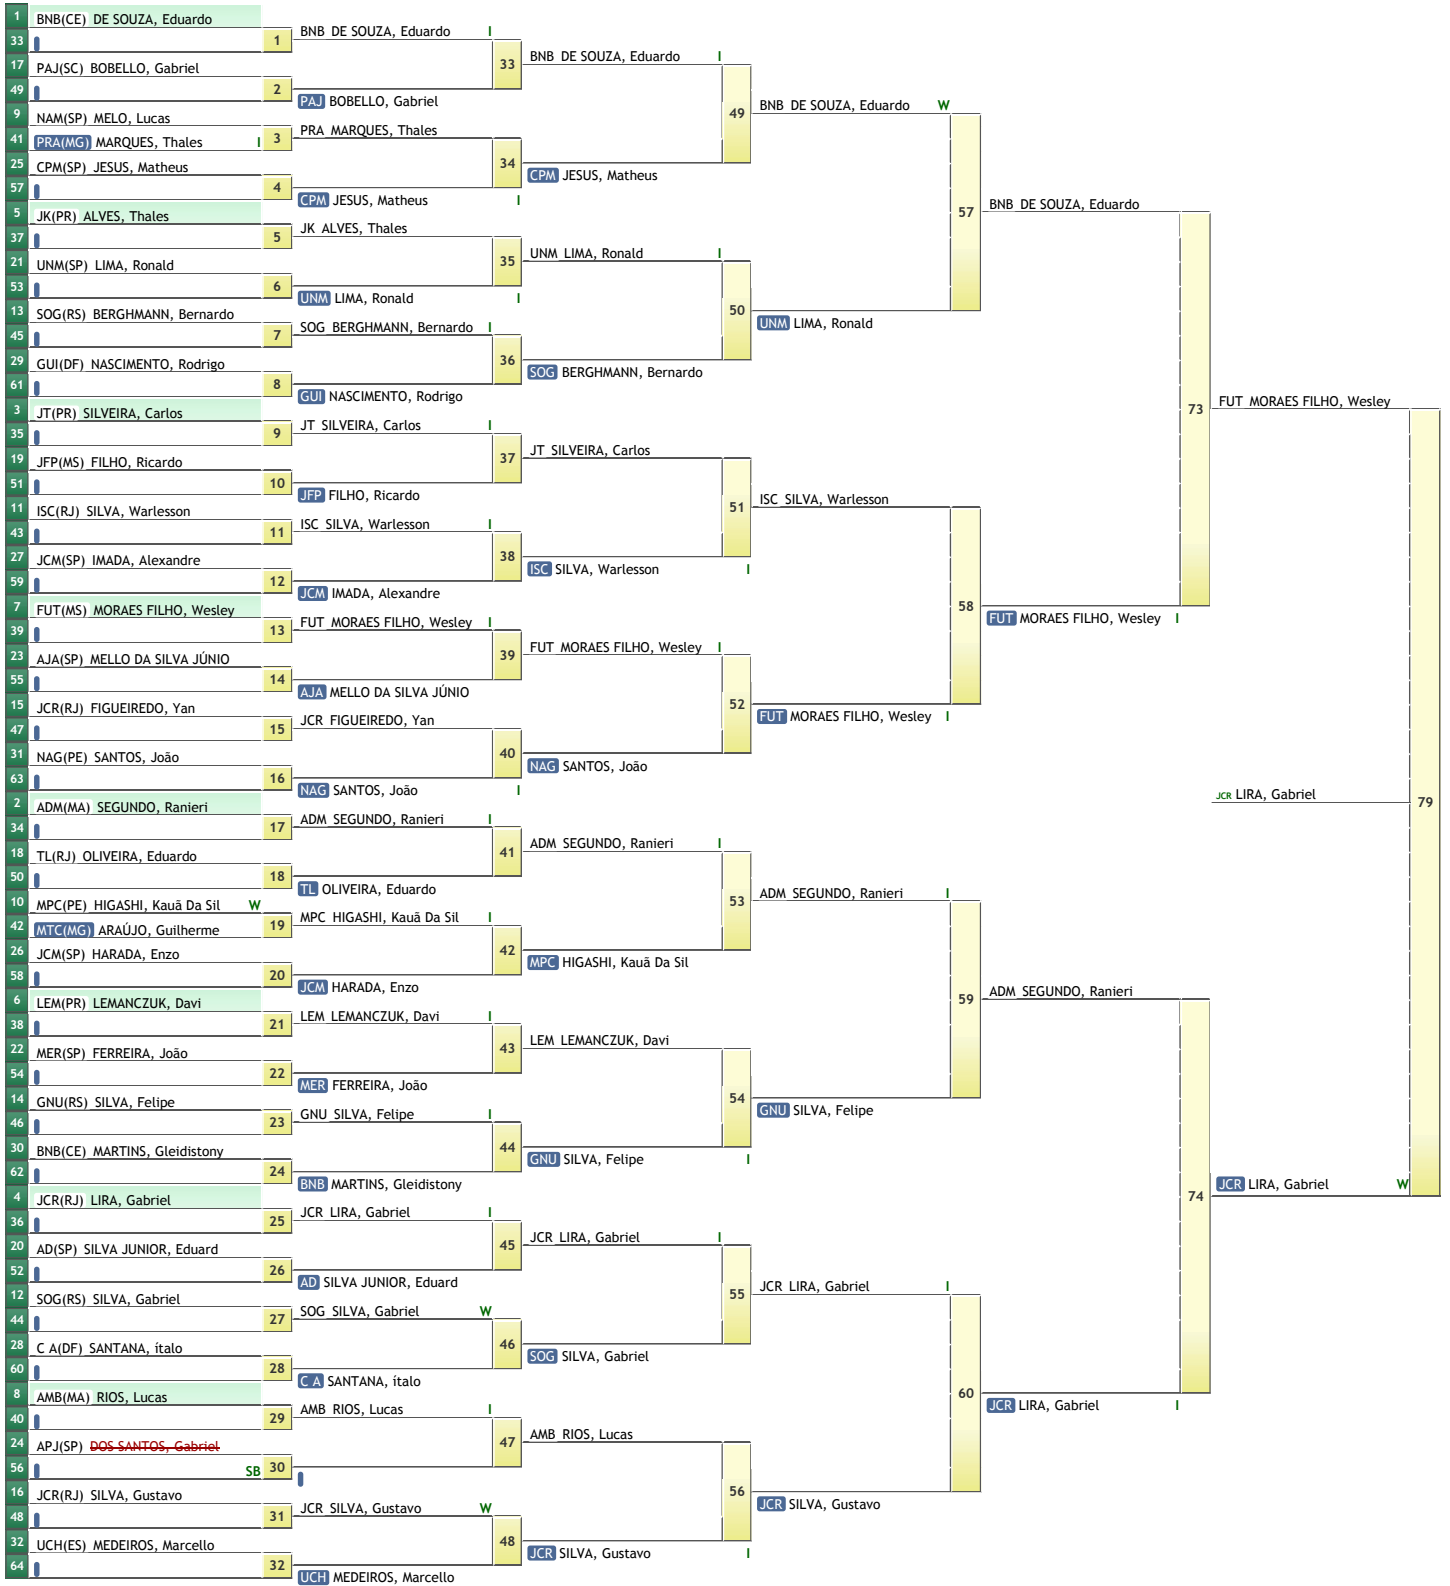 1 BNB(CE) DE SOUZA, Eduardo
33
1
17 PAJ(SC) BOBELLO, Gabriel
49
2
9 NAM(SP) MELO, Lucas
41 PRA(MG) MARQUES, Thales I
3
25 CPM(SP) JESUS, Matheus
57
4
5 JK(PR) ALVES, Thales
37
5
21 UNM(SP) LIMA, Ronald
53
6
13 SOG(RS) BERGHMANN, Bernardo
45
7
29 GUI(DF) NASCIMENTO, Rodrigo
61
8
3 JT(PR) SILVEIRA, Carlos
35
9
19 JFP(MS) FILHO, Ricardo
51
10
11 ISC(RJ) SILVA, Warlesson
43
11
27 JCM(SP) IMADA, Alexandre
59
12
7 FUT(MS) MORAES FILHO, Wesley
39
13
23 AJA(SP) MELLO DA SILVA JÚNIO
55
14
15 JCR(RJ) FIGUEIREDO, Yan
47
15
31 NAG(PE) SANTOS, João
63
16
2 ADM(MA) SEGUNDO, Ranieri
34
17
18 TL(RJ) OLIVEIRA, Eduardo
50
18
10 MPC(PE) HIGASHI, Kauã Da Sil W
42 MTC(MG) ARAÚJO, Guilherme
19
26 JCM(SP) HARADA, Enzo
58
20
6 LEM(PR) LEMANCZUK, Davi
38
21
22 MER(SP) FERREIRA, João
54
22
14 GNU(RS) SILVA, Felipe
46
23
30 BNB(CE) MARTINS, Gleidistony
62
24
4 JCR(RJ) LIRA, Gabriel
36
25
20 AD(SP) SILVA JUNIOR, Eduard
52
26
12 SOG(RS) SILVA, Gabriel
44
27
28 C A(DF) SANTANA, ítalo
60
28
8 AMB(MA) RIOS, Lucas
40
29
24 APJ(SP) DOS SANTOS, Gabriel
56 SB
30
16 JCR(RJ) SILVA, Gustavo
48
31
32 UCH(ES) MEDEIROS, Marcello
64
32
BNB DE SOUZA, Eduardo I
33
PAJ BOBELLO, Gabriel
PRA MARQUES, Thales
34
CPM JESUS, Matheus I
JK ALVES, Thales
35
UNM LIMA, Ronald I
SOG BERGHMANN, Bernardo I
36
GUI NASCIMENTO, Rodrigo
JT SILVEIRA, Carlos I
37
JFP FILHO, Ricardo
ISC SILVA, Warlesson I
38
JCM IMADA, Alexandre
FUT MORAES FILHO, Wesley I
39
AJA MELLO DA SILVA JÚNIO
JCR FIGUEIREDO, Yan
40
NAG SANTOS, João I
ADM SEGUNDO, Ranieri I
41
TL OLIVEIRA, Eduardo
MPC HIGASHI, Kauã Da Sil I
42
JCM HARADA, Enzo
LEM LEMANCZUK, Davi I
43
MER FERREIRA, João
GNU SILVA, Felipe I
44
BNB MARTINS, Gleidistony
JCR LIRA, Gabriel I
45
AD SILVA JUNIOR, Eduard
SOG SILVA, Gabriel W
46
C A SANTANA, ítalo
AMB RIOS, Lucas I
47
JCR SILVA, Gustavo W
48
UCH MEDEIROS, Marcello
BNB DE SOUZA, Eduardo I
49
CPM JESUS, Matheus
UNM LIMA, Ronald I
50
SOG BERGHMANN, Bernardo
JT SILVEIRA, Carlos
51
ISC SILVA, Warlesson I
FUT MORAES FILHO, Wesley I
52
NAG SANTOS, João
ADM SEGUNDO, Ranieri I
53
MPC HIGASHI, Kauã Da Sil
LEM LEMANCZUK, Davi
54
GNU SILVA, Felipe I
JCR LIRA, Gabriel I
55
SOG SILVA, Gabriel
AMB RIOS, Lucas
56
JCR SILVA, Gustavo I
BNB DE SOUZA, Eduardo W
57
UNM LIMA, Ronald
ISC SILVA, Warlesson
58
FUT MORAES FILHO, Wesley I
ADM SEGUNDO, Ranieri I
59
GNU SILVA, Felipe
JCR LIRA, Gabriel I
60
JCR SILVA, Gustavo
BNB DE SOUZA, Eduardo
73
FUT MORAES FILHO, Wesley I
ADM SEGUNDO, Ranieri
74
JCR LIRA, Gabriel I
FUT MORAES FILHO, Wesley
JCR LIRA, Gabriel
79
JCR LIRA, Gabriel W